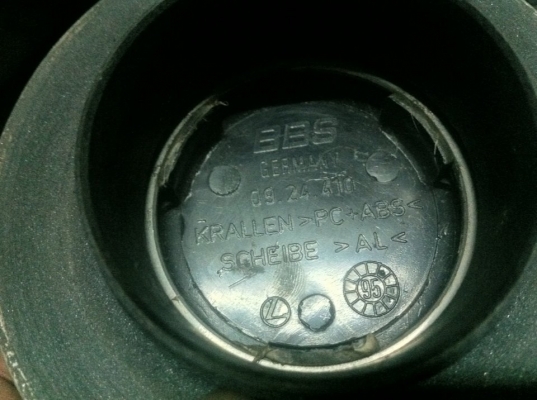 BBS
GERMANY
09 24 410
KRALLEN >PC+ABS<
SCHEIBE >AL<
95